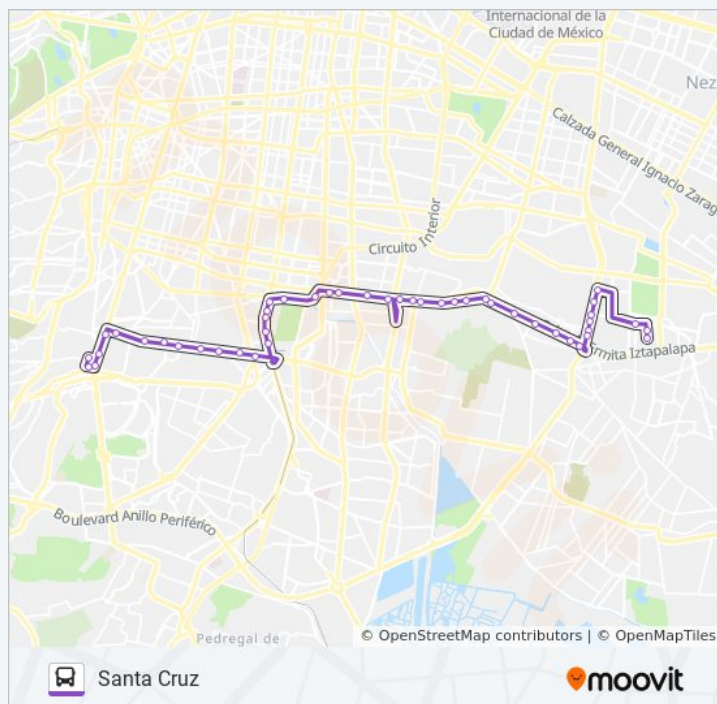 Internacional de la
Ciudad de México
Nez
Calzada General Ignacio Zarag
Circuito Interior
rmita Iztapalapa
Boulevard Anillo Periférico
Pedregal de
© OpenStreetMap contributors | © OpenMapTiles
Santa Cruz
moovit